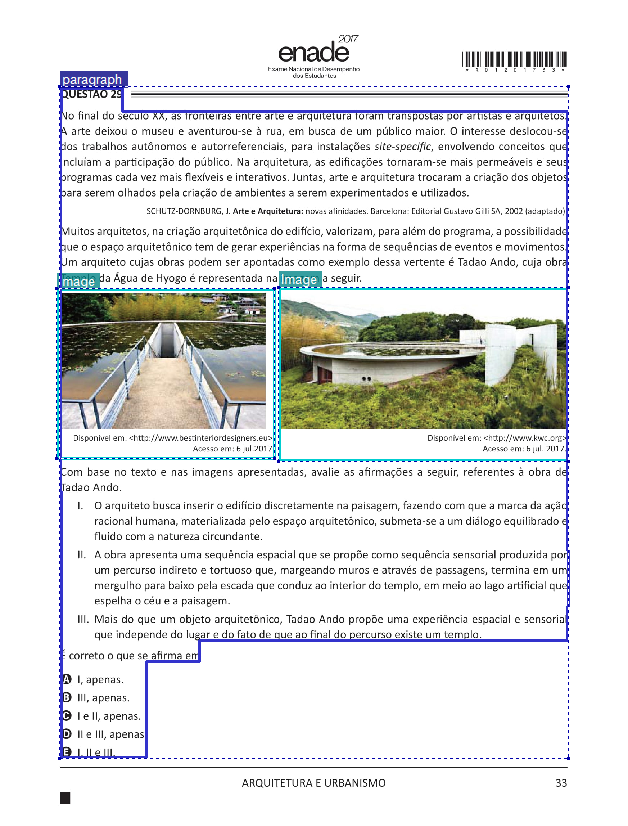 2017
enade
Exame Nacional de Desempenho
dos Estudantes
*R01201733*
paragraph
QUESTÃO 29
No final do século XX, as fronteiras entre arte e arquitetura foram transpostas por artistas e arquitetos.
A arte deixou o museu e aventurou-se à rua, em busca de um público maior. O interesse deslocou-se
dos trabalhos autônomos e autorreferenciais, para instalações site-specific, envolvendo conceitos que
incluíam a participação do público. Na arquitetura, as edificações tornaram-se mais permeáveis e seus
programas cada vez mais flexíveis e interativos. Juntas, arte e arquitetura trocaram a criação dos objetos
para serem olhados pela criação de ambientes a serem experimentados e utilizados.
SCHUTZ-DORNBURG, J. Arte e Arquitetura: novas afinidades. Barcelona: Editorial Gustavo Gilli SA, 2002 (adaptado).
Muitos arquitetos, na criação arquitetônica do edifício, valorizam, para além do programa, a possibilidade
que o espaço arquitetônico tem de gerar experiências na forma de sequências de eventos e movimentos.
Um arquiteto cujas obras podem ser apontadas como exemplo dessa vertente é Tadao Ando, cuja obra
mage da Água de Hyogo é representada na Image a seguir.
Disponível em: <http://www.bestinteriordesigners.eu>.
Acesso em: 6 jul.2017.
Disponível em: <http://www.kwc.org>.
Acesso em: 6 jul. 2017.
Com base no texto e nas imagens apresentadas, avalie as afirmações a seguir, referentes à obra de
Tadao Ando.
I. O arquiteto busca inserir o edifício discretamente na paisagem, fazendo com que a marca da ação
racional humana, materializada pelo espaço arquitetônico, submeta-se a um diálogo equilibrado e
fluido com a natureza circundante.
II. A obra apresenta uma sequência espacial que se propõe como sequência sensorial produzida por
um percurso indireto e tortuoso que, margeando muros e através de passagens, termina em um
mergulho para baixo pela escada que conduz ao interior do templo, em meio ao lago artificial que
espelha o céu e a paisagem.
III. Mais do que um objeto arquitetônico, Tadao Ando propõe uma experiência espacial e sensorial
que independe do lugar e do fato de que ao final do percurso existe um templo.
É correto o que se afirma em
A I, apenas.
B III, apenas.
C I e II, apenas.
D II e III, apenas
E I, II e III.
ARQUITETURA E URBANISMO
33